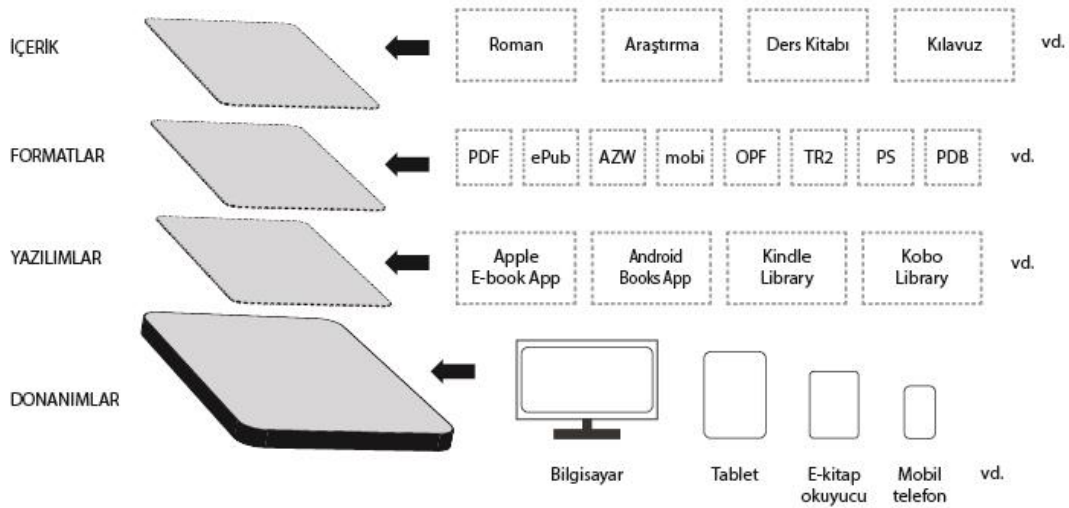 İÇERİK
Roman Araştırma Ders Kitabı Kılavuz vd.
FORMATLAR
PDF ePub AZW mobi OPF TR2 PS PDB vd.
YAZILIMLAR
Apple Android Kindle Kobo
E-book App Books App Library Library vd.
DONANIMLAR
Bilgisayar Tablet E-kitap Mobil vd.
okuyucu telefon